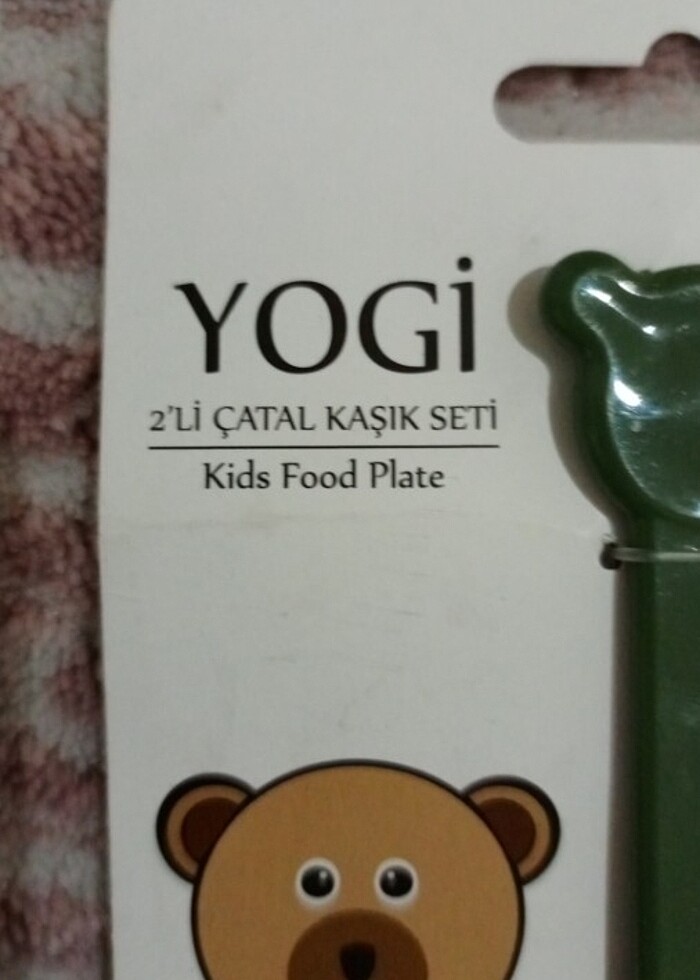 YOGİ
2'Lİ ÇATAL KAŞIK SETİ
Kids Food Plate